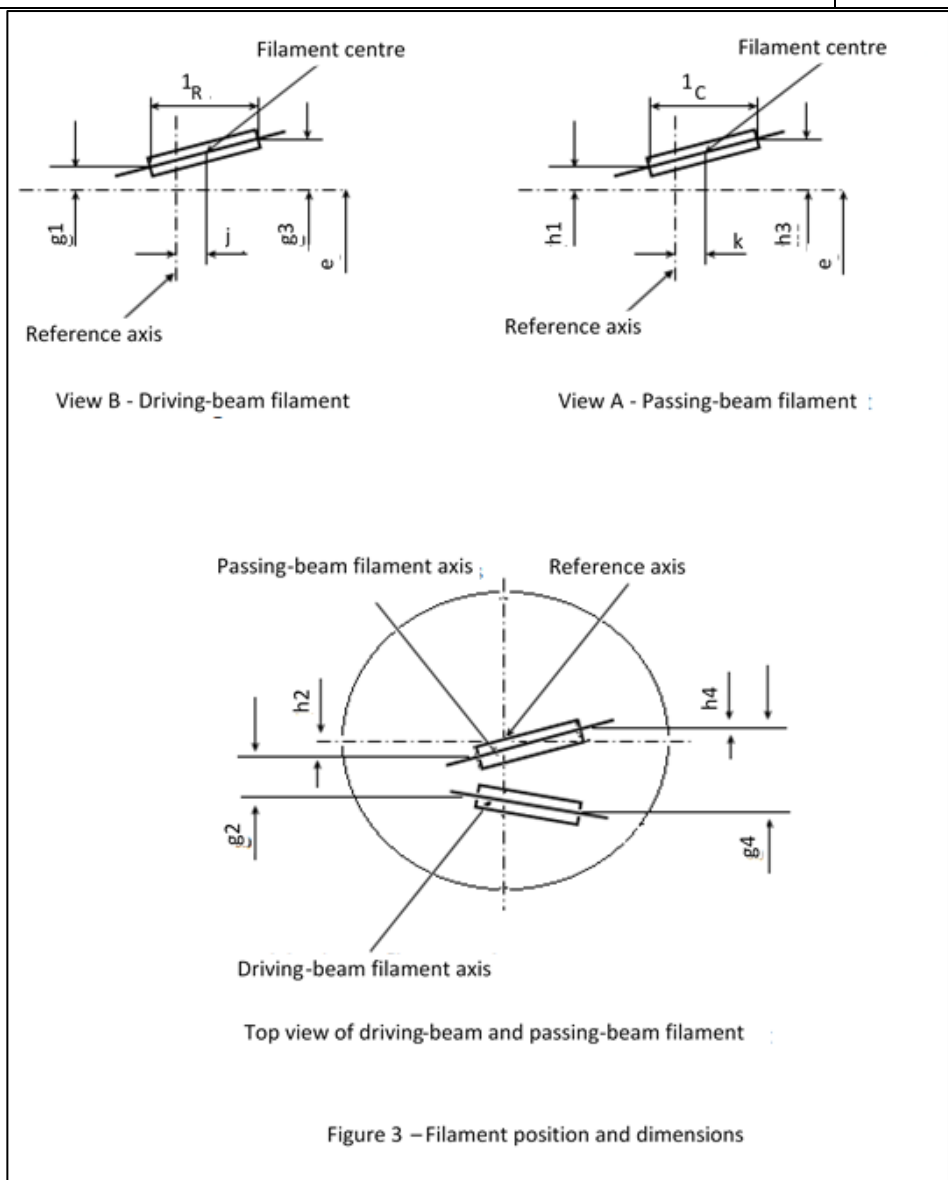 Filament centre
Filament centre
1R
1C
g1
j
g3
e
h1
k
h3
e
Reference axis
Reference axis
View B - Driving-beam filament
View A - Passing-beam filament
Passing-beam filament axis
Reference axis
h2
h4
g2
g4
Driving-beam filament axis
Top view of driving-beam and passing-beam filament
Figure 3 – Filament position and dimensions